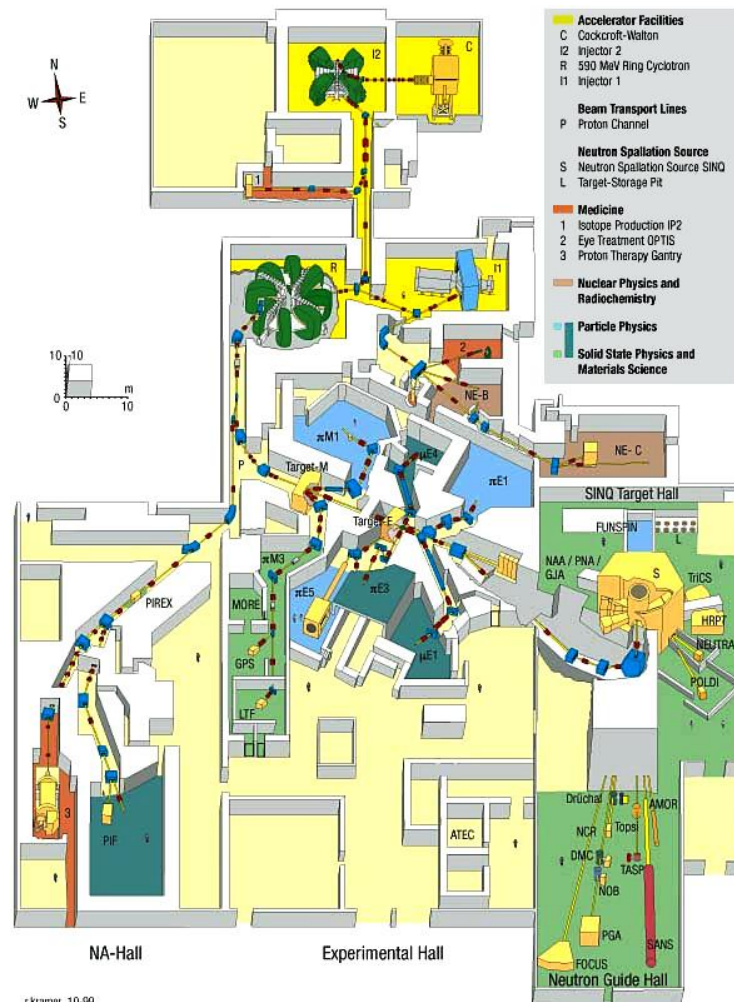 Accelerator Facilities
C Cockcroft-Walton
I2 Injector 2
R 590 MeV Ring Cyclotron
I1 Injector 1
Beam Transport Lines
P Proton Channel
Neutron Spallation Source
S Neutron Spallation Source SINQ
L Target-Storage Pit
Medicine
1 Isotope Production IP2
2 Eye Treatment OPTIS
3 Proton Therapy Gantry
Nuclear Physics and
Radiochemistry
Particle Physics
Solid State Physics and
Materials Science
I2
C
N
W E
S
1
R
I1
2
NE-B
10 10
m
0 10
πM1
μE4
πE1
NE- C
P
Target-M
Target-E
SINQ Target Hall
FUNSPIN
L
πM3
NAA / PNA /
GJA
S
TriCS
PIREX
MORE
πE5
πE3
HRPT
NEUTRA
GPS
μE1
POLDI
LTF
3
PIF
ATEC
Drüchal
AMOR
NCR
Topsi
DMC
TASP
NOB
PGA
SANS
FOCUS
NA-Hall
Experimental Hall
Neutron Guide Hall
r.kramer 10-99